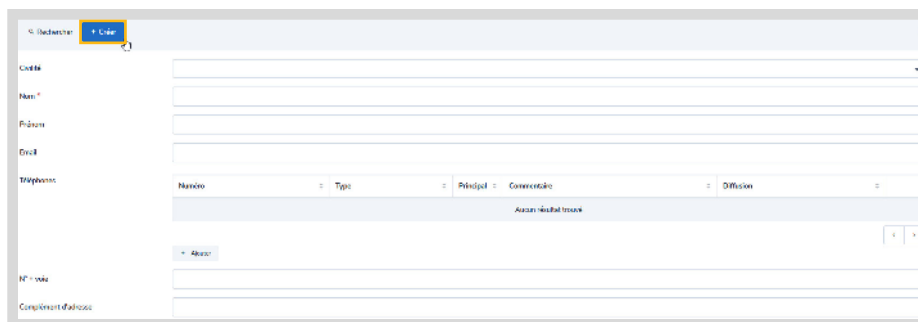 Rechercher + Créer
Civilité
Nom *
Prénom
Email
Téléphones
Numéro Type Principal Commentaire Diffusion
Aucun résultat trouvé
+ Ajouter
N° + voie
Complément d'adresse